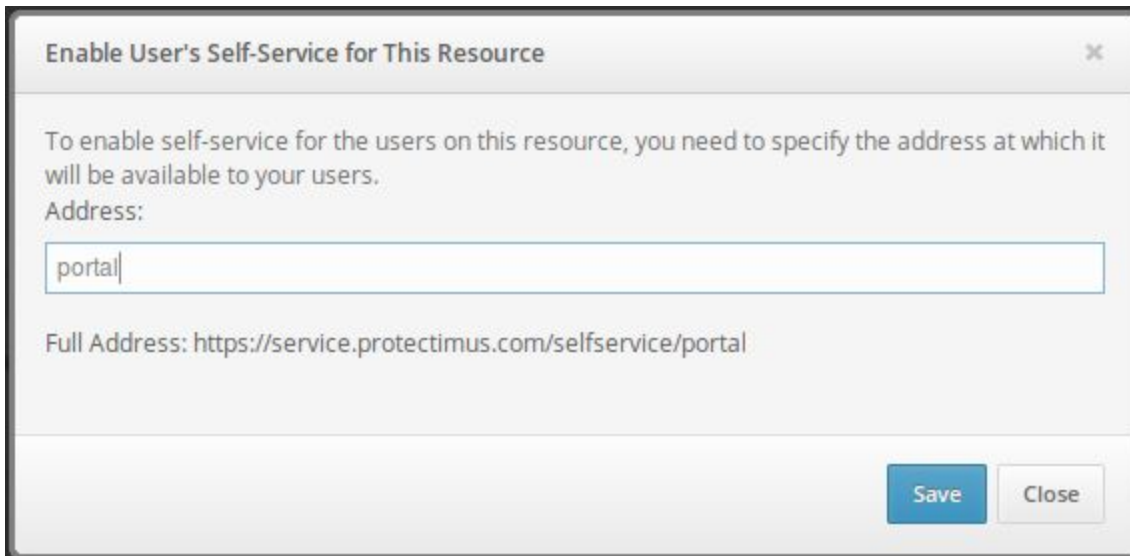 Enable User's Self-Service for This Resource
To enable self-service for the users on this resource, you need to specify the address at which it
will be available to your users.
Address:
portal
Full Address: https://service.protectimus.com/selfservice/portal
Save Close